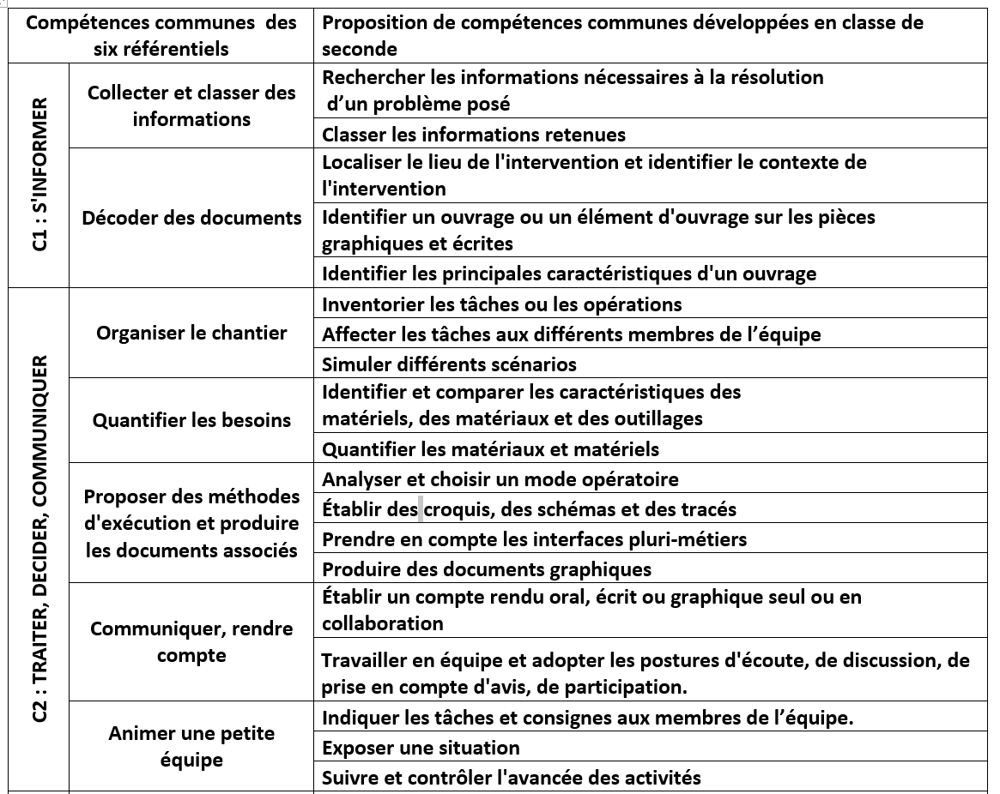 Compétences communes des
six référentiels
Proposition de compétences communes développées en classe de
seconde
C1 : S'INFORMER
Collecter et classer des
informations
Rechercher les informations nécessaires à la résolution
d’un problème posé
Classer les informations retenues
Décoder des documents
Localiser le lieu de l'intervention et identifier le contexte de
l'intervention
Identifier un ouvrage ou un élément d'ouvrage sur les pièces
graphiques et écrites
Identifier les principales caractéristiques d'un ouvrage
C2 : TRAITER, DECIDER, COMMUNIQUER
Organiser le chantier
Inventorier les tâches ou les opérations
Affecter les tâches aux différents membres de l’équipe
Simuler différents scénarios
Quantifier les besoins
Identifier et comparer les caractéristiques des
matériels, des matériaux et des outillages
Quantifier les matériaux et matériels
Proposer des méthodes
d'exécution et produire
les documents associés
Analyser et choisir un mode opératoire
Établir des croquis, des schémas et des tracés
Prendre en compte les interfaces pluri-métiers
Produire des documents graphiques
Communiquer, rendre
compte
Établir un compte rendu oral, écrit ou graphique seul ou en
collaboration
Travailler en équipe et adopter les postures d'écoute, de discussion, de
prise en compte d'avis, de participation.
Animer une petite
équipe
Indiquer les tâches et consignes aux membres de l’équipe.
Exposer une situation
Suivre et contrôler l'avancée des activités